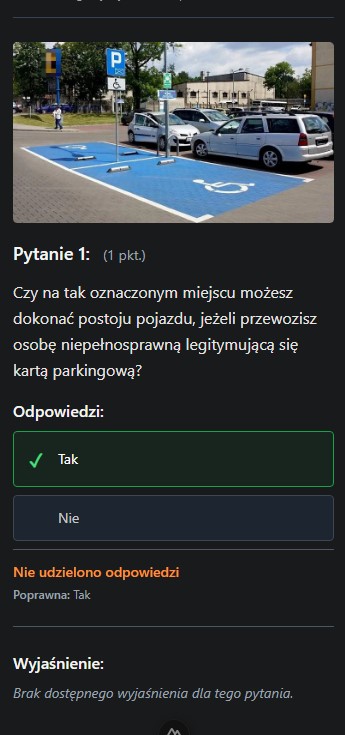 P
Pytanie 1: (1 pkt.)
Czy na tak oznaczonym miejscu możesz
dokonać postoju pojazdu, jeżeli przewozisz
osobę niepełnosprawną legitymującą się
kartą parkingową?
Odpowiedzi:
Tak
Nie
Nie udzielono odpowiedzi
Poprawna: Tak
Wyjaśnienie:
Brak dostępnego wyjaśnienia dla tego pytania.